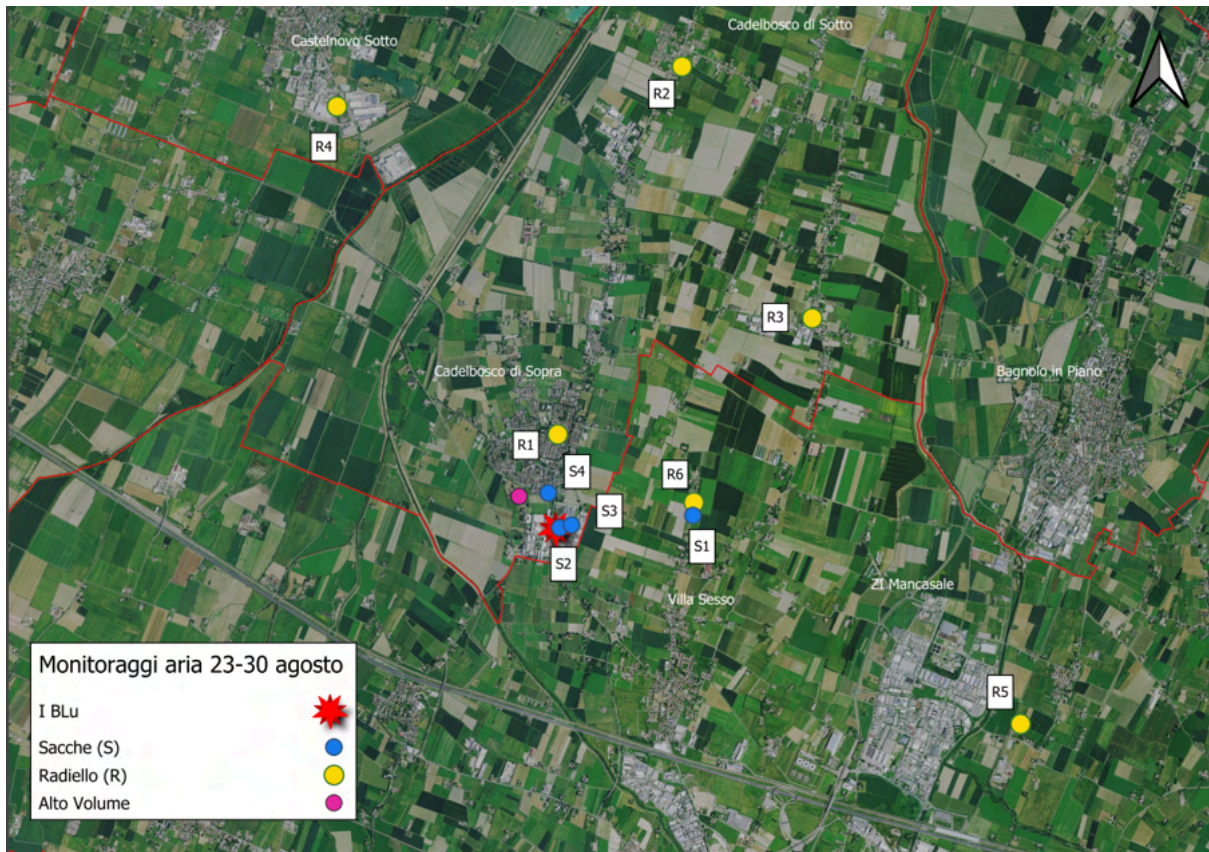 Castelnovo Sotto
Cadelbosco di Sotto
R2
R4
R3
Cadelbosco di Sopra
Bagnolo in Piano
R1
S4
R6
S3
S1
S2
ZI Mancasale
Villa Sesso
R5
Monitoraggi aria 23-30 agosto
I BLu
Sacche (S)
Radiello (R)
Alto Volume